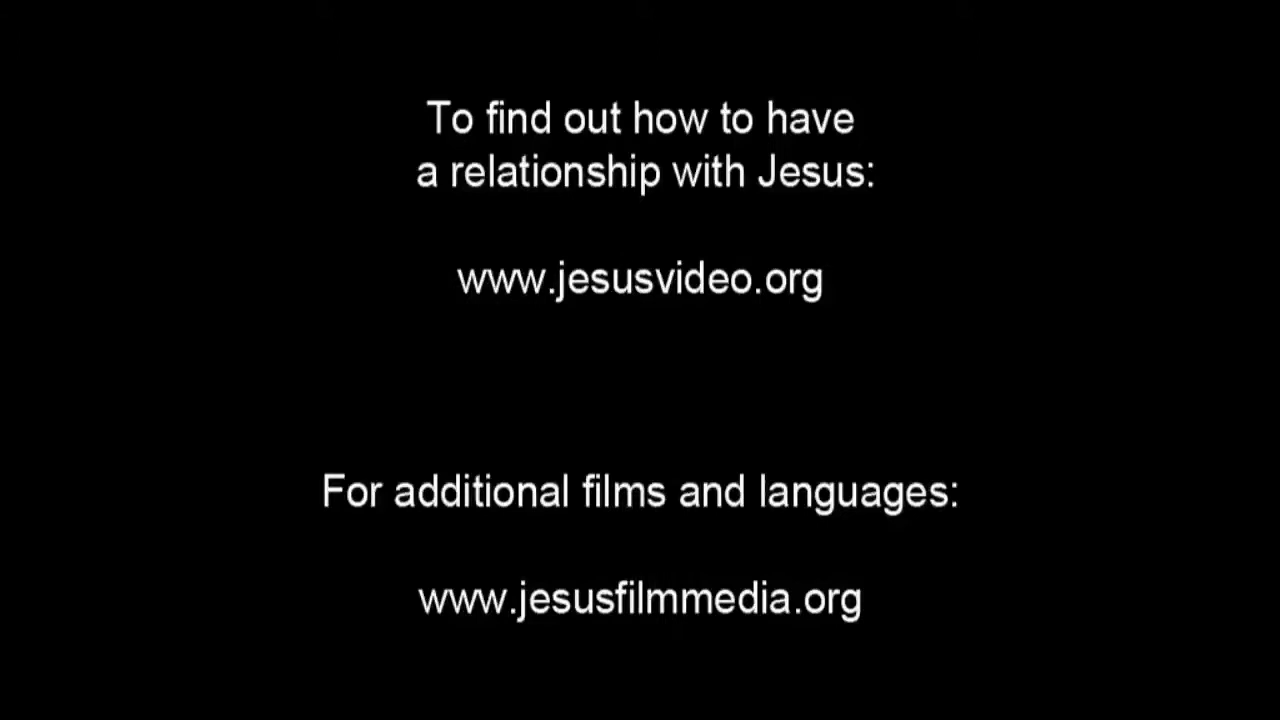 To find out how to have
a relationship with Jesus:
www.jesusvideo.org
For additional films and languages:
www.jesusfilmmedia.org